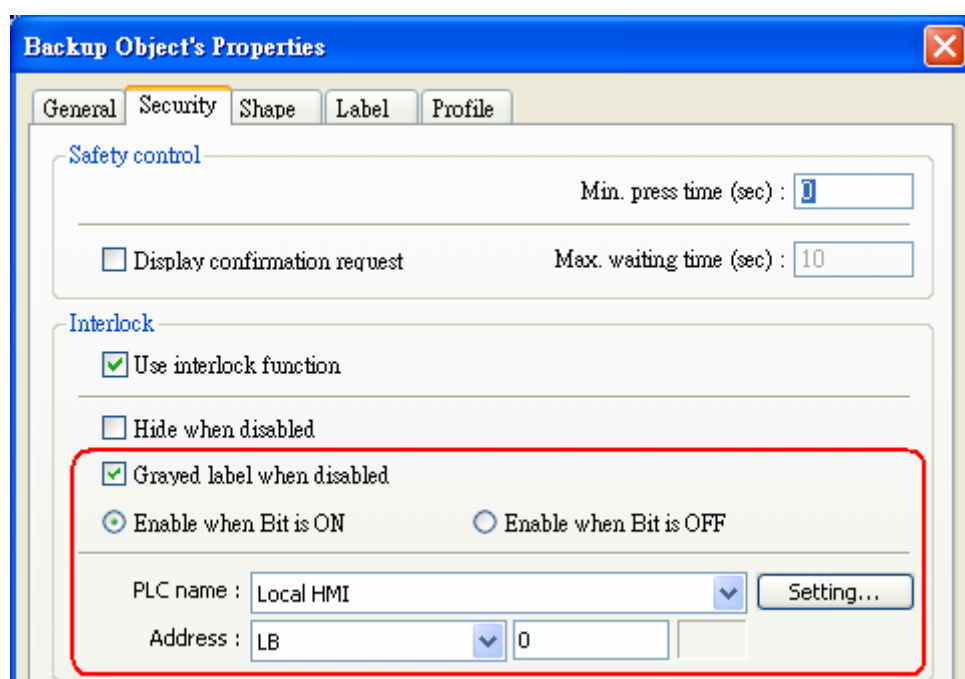 Backup Object's Properties
General Security Shape Label Profile
Safety control
Min. press time (sec) : 0
Display confirmation request Max. waiting time (sec) : 10
Interlock
Use interlock function
Hide when disabled
Grayed label when disabled
Enable when Bit is ON Enable when Bit is OFF
PLC name : Local HMI Setting...
Address : LB 0